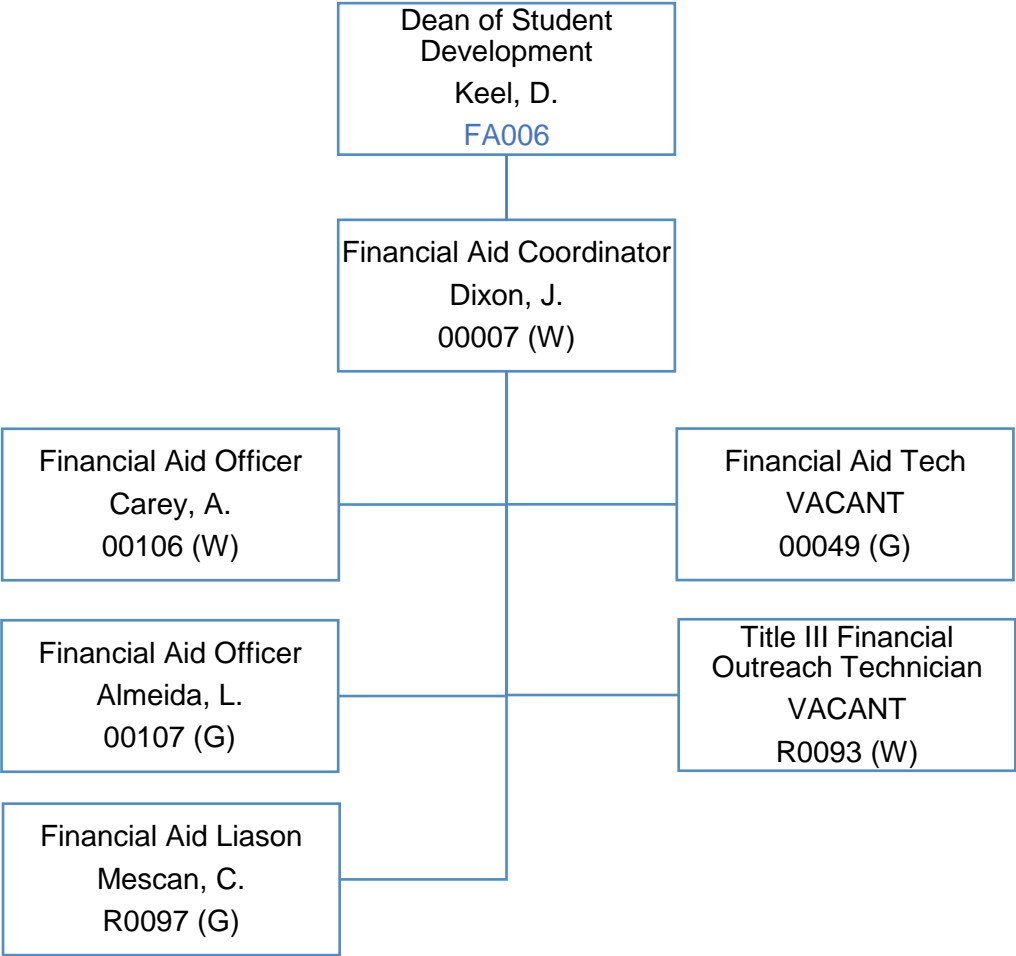 Dean of Student
Development
Keel, D.
FA006
Financial Aid Coordinator
Dixon, J.
00007 (W)
Financial Aid Officer
Carey, A.
00106 (W)
Financial Aid Tech
VACANT
00049 (G)
Financial Aid Officer
Almeida, L.
00107 (G)
Title III Financial
Outreach Technician
VACANT
R0093 (W)
Financial Aid Liason
Mescan, C.
R0097 (G)